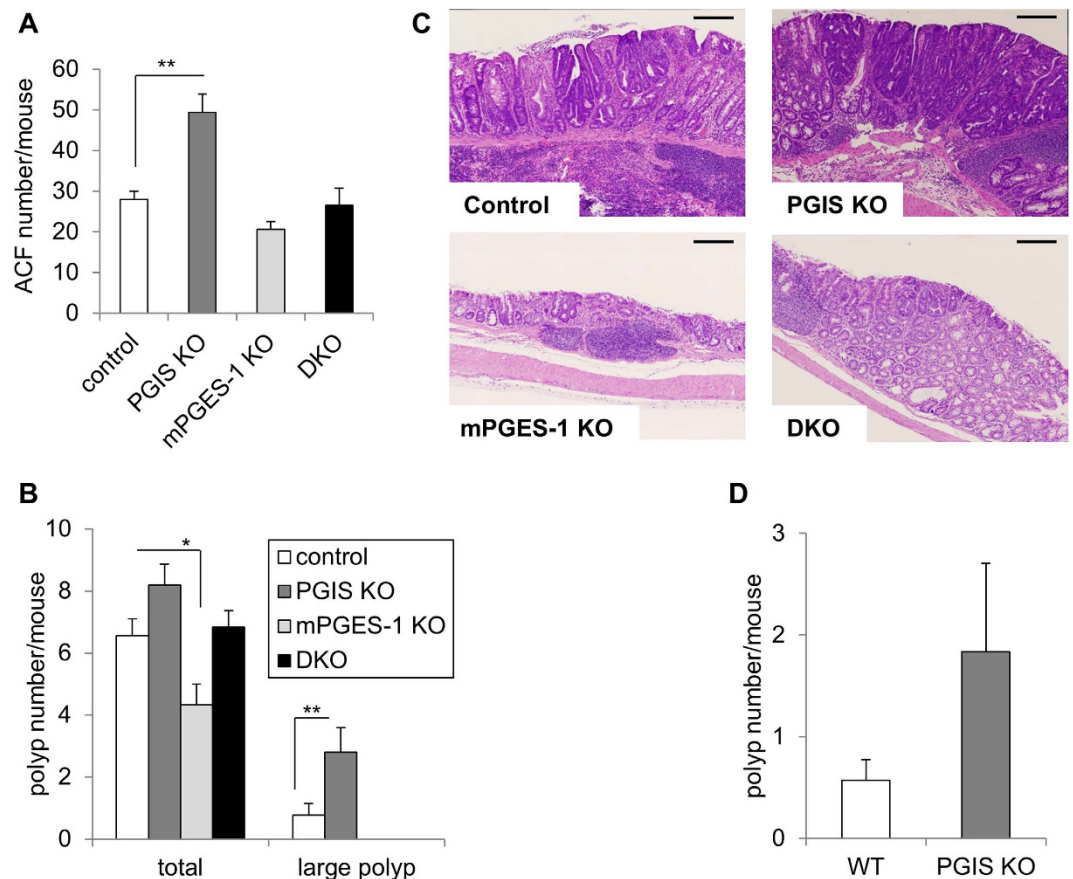 A
ACF number/mouse
60
50
40
30
20
10
0
**
control
PGIS KO
mPGES-1 KO
DKO
C
Control
PGIS KO
mPGES-1 KO
DKO
B
polyp number/mouse
10
8
6
4
2
0
*
**
control
PGIS KO
mPGES-1 KO
DKO
total
large polyp
D
polyp number/mouse
3
2
1
0
WT
PGIS KO